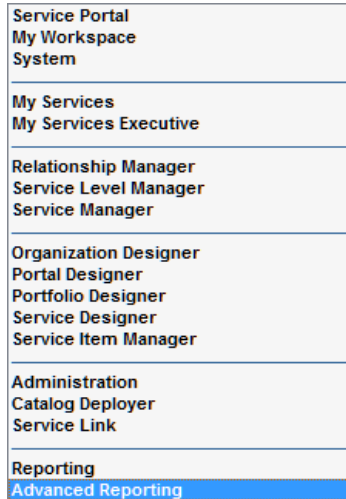 Service Portal
My Workspace
System
My Services
My Services Executive
Relationship Manager
Service Level Manager
Service Manager
Organization Designer
Portal Designer
Portfolio Designer
Service Designer
Service Item Manager
Administration
Catalog Deployer
Service Link
Reporting
Advanced Reporting